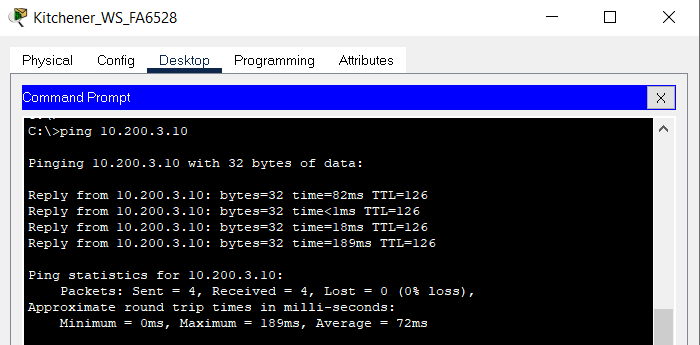 Kitchener_WS_FA6528
Physical Config Desktop Programming Attributes
Command Prompt X
C:\>ping 10.200.3.10
Pinging 10.200.3.10 with 32 bytes of data:
Reply from 10.200.3.10: bytes=32 time=82ms TTL=126
Reply from 10.200.3.10: bytes=32 time<1ms TTL=126
Reply from 10.200.3.10: bytes=32 time=18ms TTL=126
Reply from 10.200.3.10: bytes=32 time=189ms TTL=126
Ping statistics for 10.200.3.10:
Packets: Sent = 4, Received = 4, Lost = 0 (0% loss),
Approximate round trip times in milli-seconds:
Minimum = 0ms, Maximum = 189ms, Average = 72ms